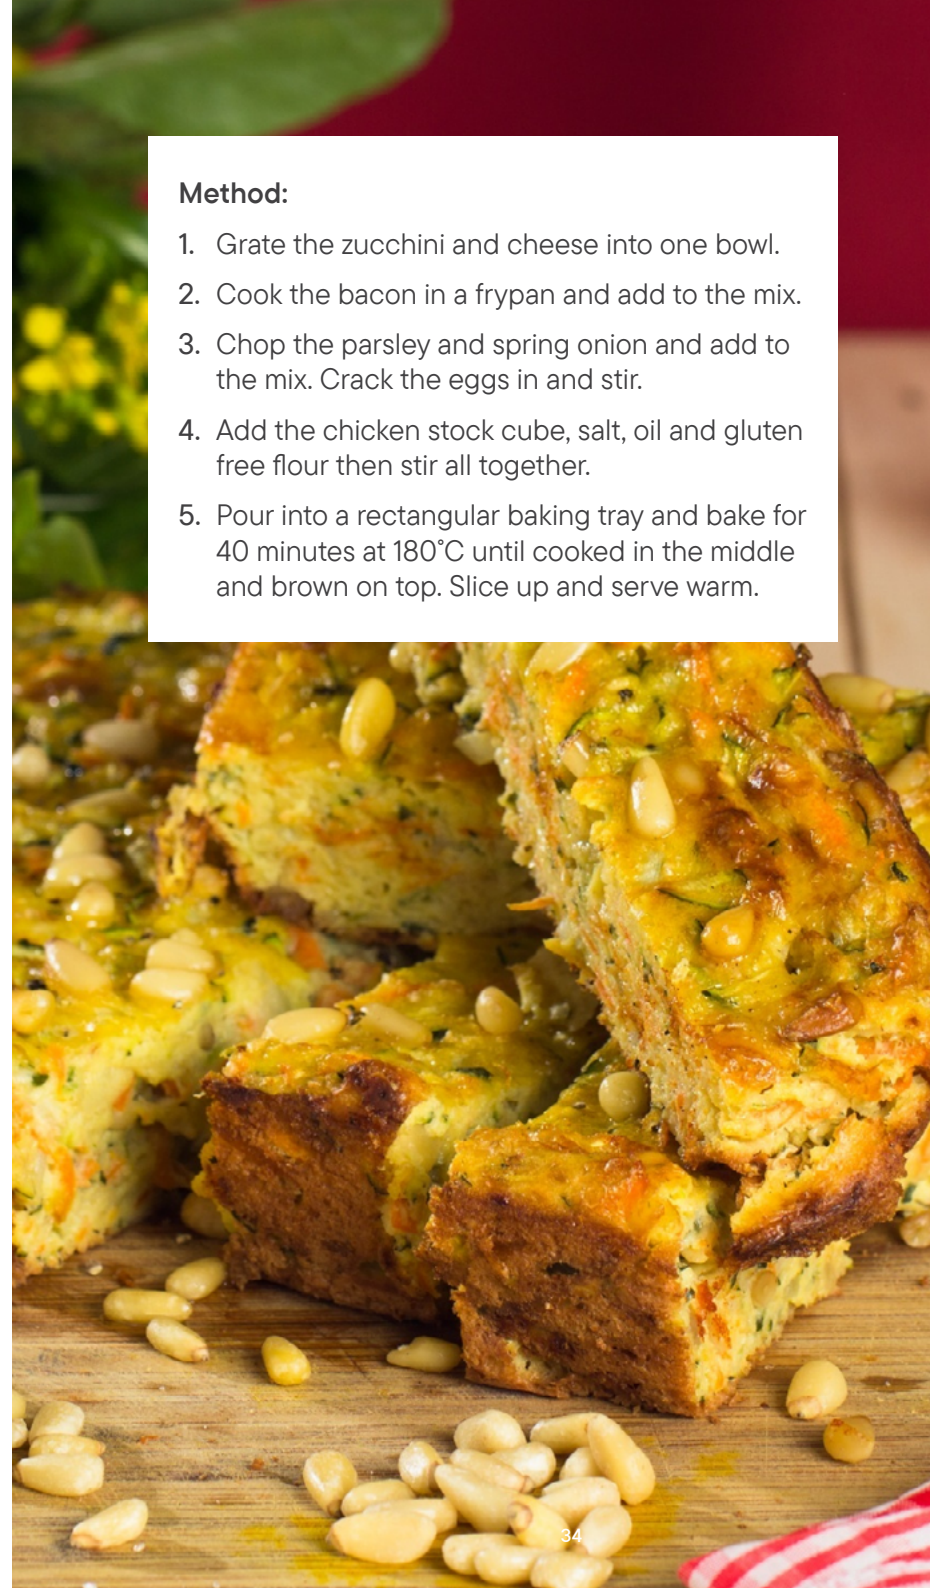 Method:
1. Grate the zucchini and cheese into one bowl.
2. Cook the bacon in a frypan and add to the mix.
3. Chop the parsley and spring onion and add to
the mix. Crack the eggs in and stir.
4. Add the chicken stock cube, salt, oil and gluten
free flour then stir all together.
5. Pour into a rectangular baking tray and bake for
40 minutes at 180°C until cooked in the middle
and brown on top. Slice up and serve warm.
34